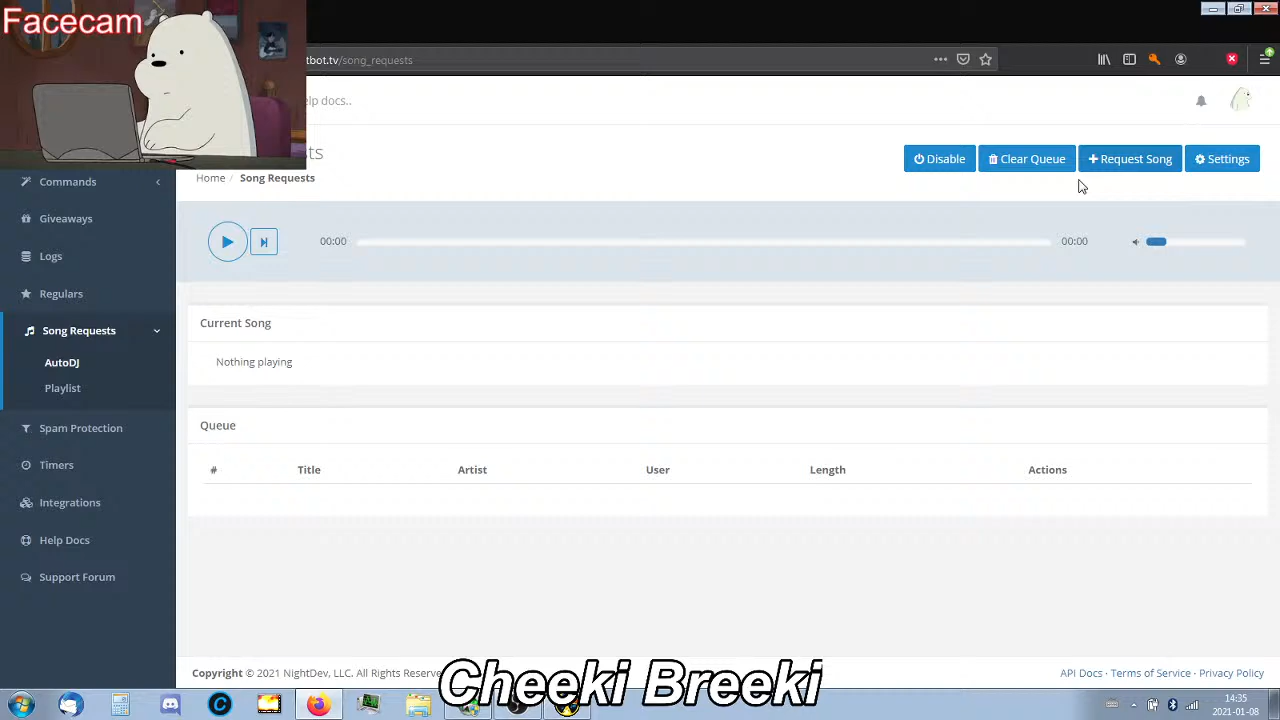 Facecam
tbot.tv/song_requests
elp docs..
sts
Disable
Clear Queue
Request Song
Settings
Home / Song Requests
Commands
Giveaways
Logs
Regulars
Song Requests
AutoDJ
Playlist
Spam Protection
Timers
Integrations
Help Docs
Support Forum
00:00
00:00
Current Song
Nothing playing
Queue
# Title Artist User Length Actions
Copyright © 2021 NightDev, LLC. All Rights Reserved
API Docs · Terms of Service · Privacy Policy
Cheeki Breeki
14:35
2021-01-08